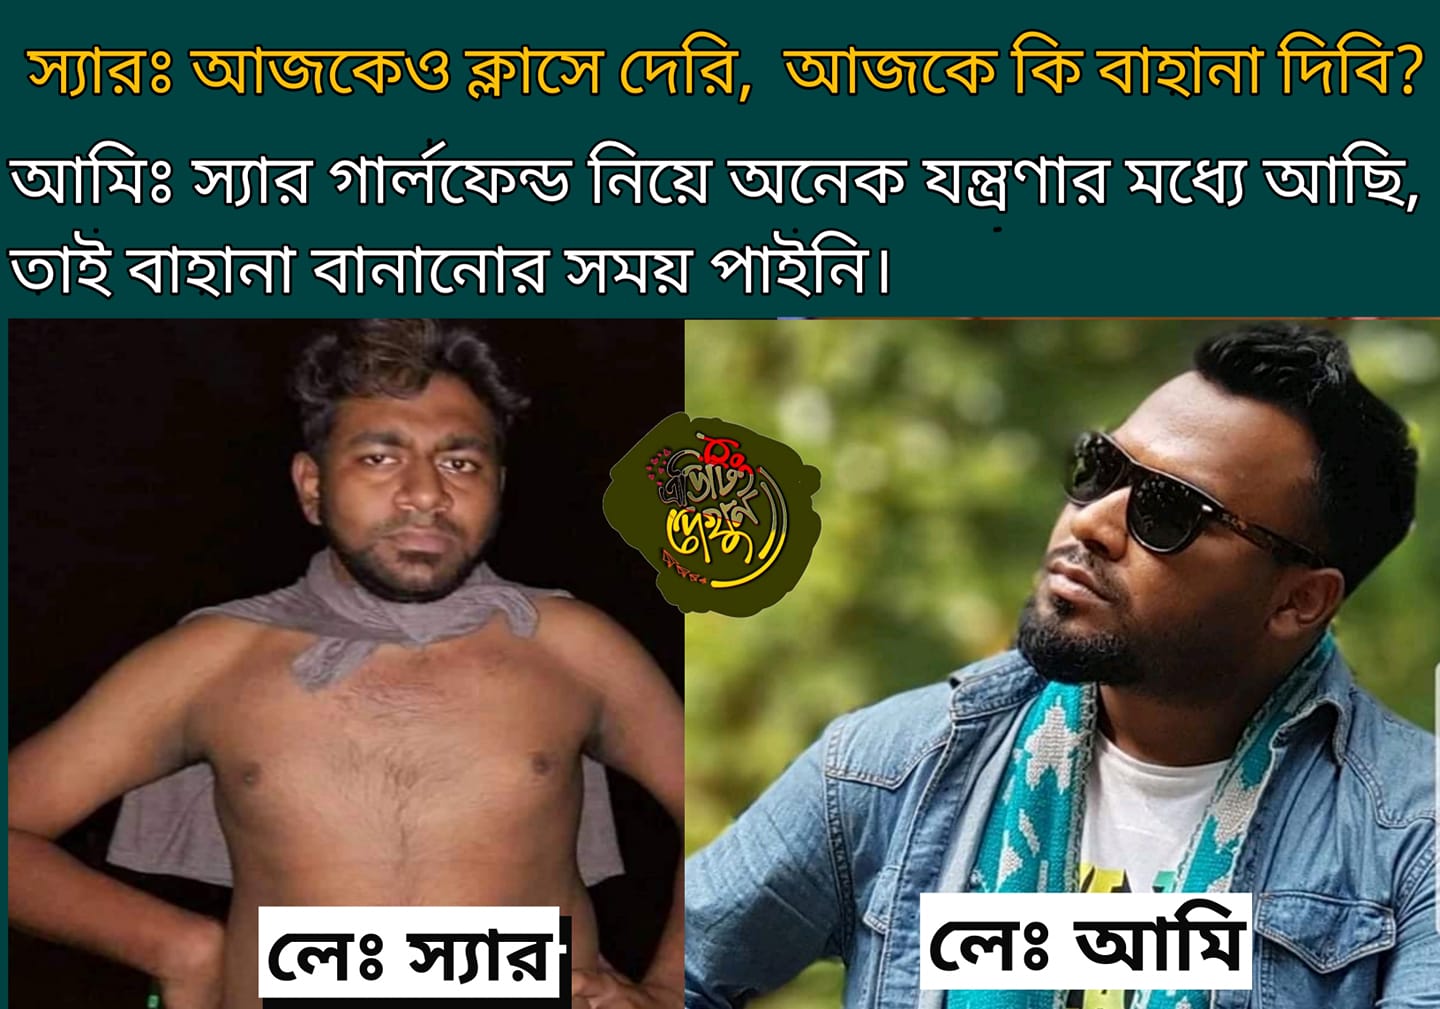 স্যারঃ আজকেও ক্লাসে দেরি, আজকে কি বাহানা দিবি?
আমিঃ স্যার গার্লফেন্ড নিয়ে অনেক যন্ত্রণার মধ্যে আছি,
তাই বাহানা বানানোর সময় পাইনি।
দেখুন
লেঃ স্যার
লেঃ আমি